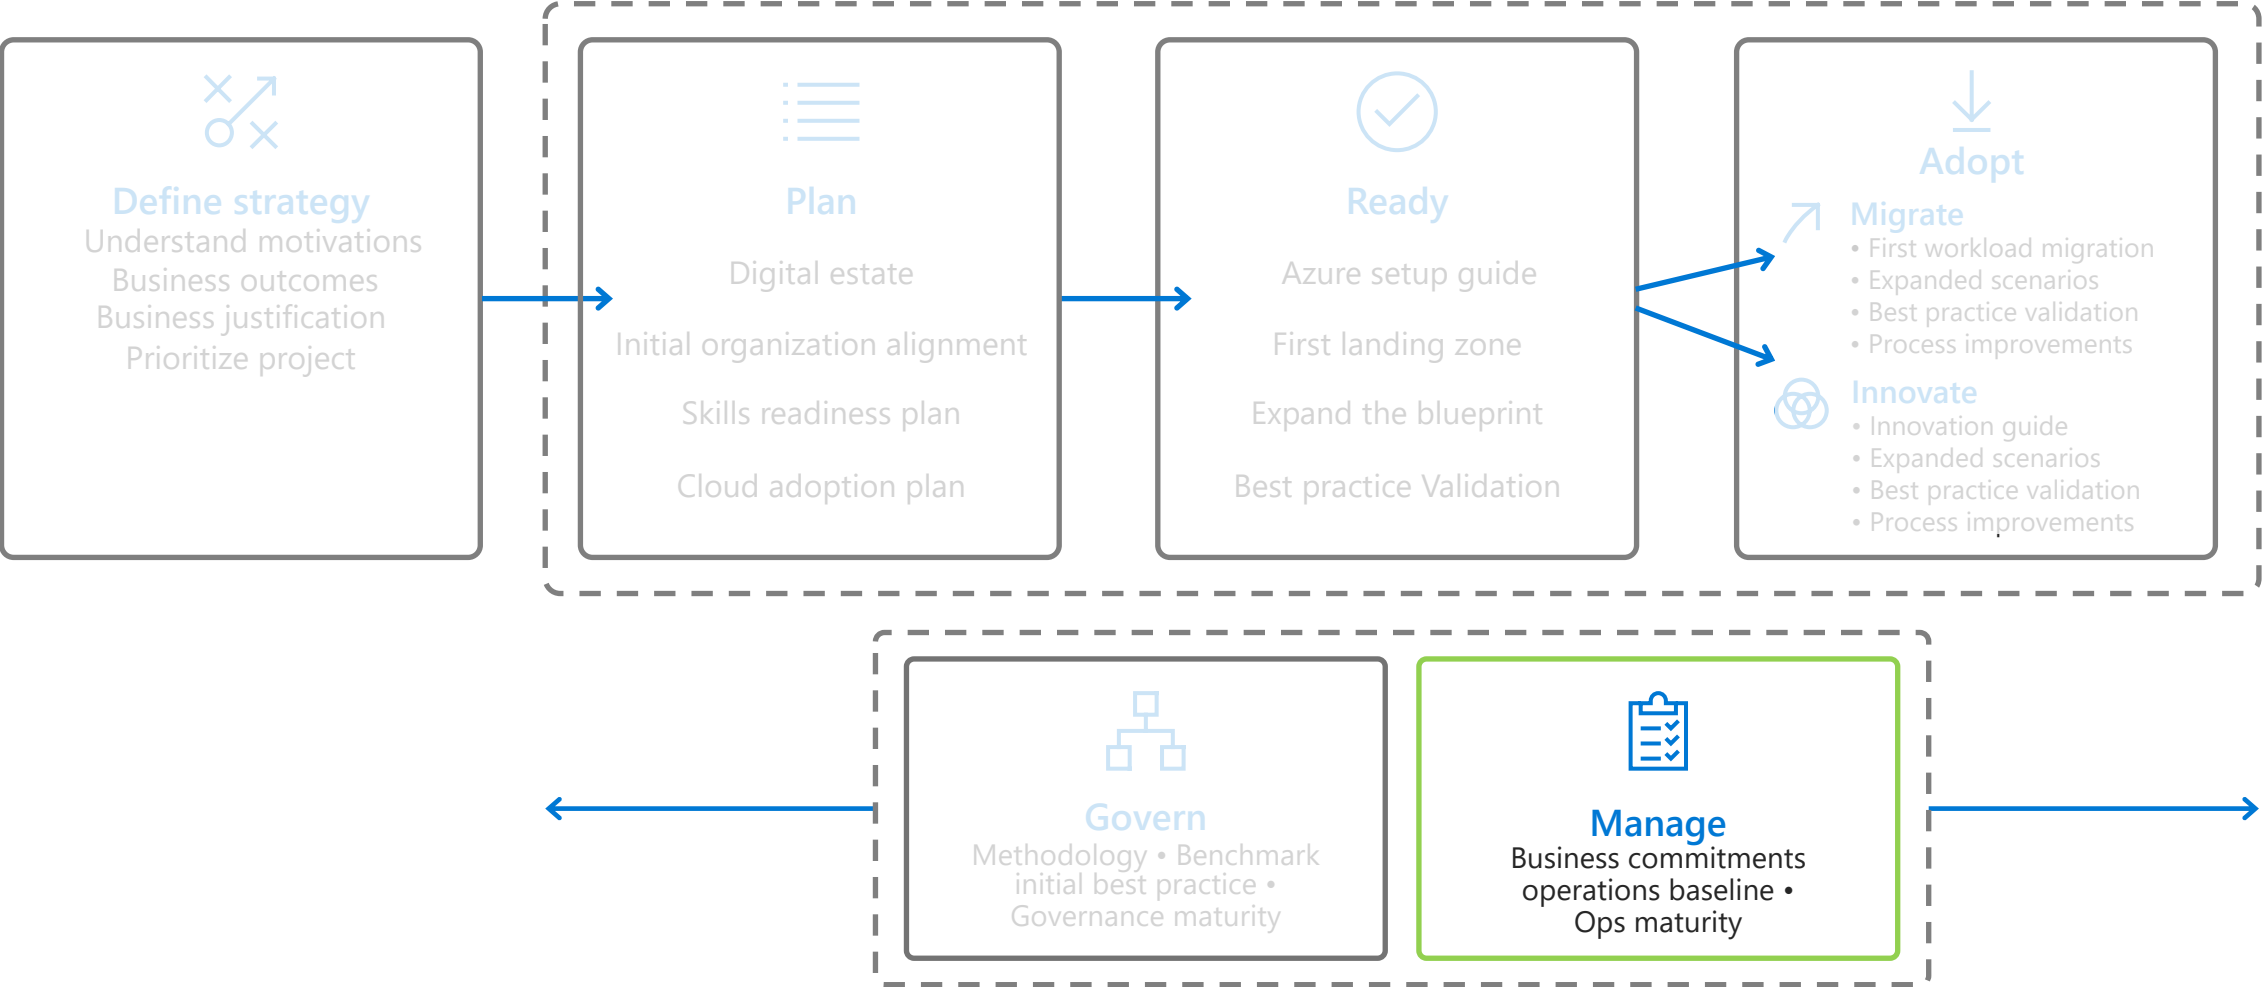 Define strategy
Understand motivations
Business outcomes
Business justification
Prioritize project
Plan
Digital estate
Initial organization alignment
Skills readiness plan
Cloud adoption plan
Ready
Azure setup guide
First landing zone
Expand the blueprint
Best practice Validation
Adopt
Migrate
• First workload migration
• Expanded scenarios
• Best practice validation
• Process improvements
Innovate
• Innovation guide
• Expanded scenarios
• Best practice validation
• Process improvements
Govern
Methodology • Benchmark
initial best practice •
Governance maturity
Manage
Business commitments
operations baseline •
Ops maturity